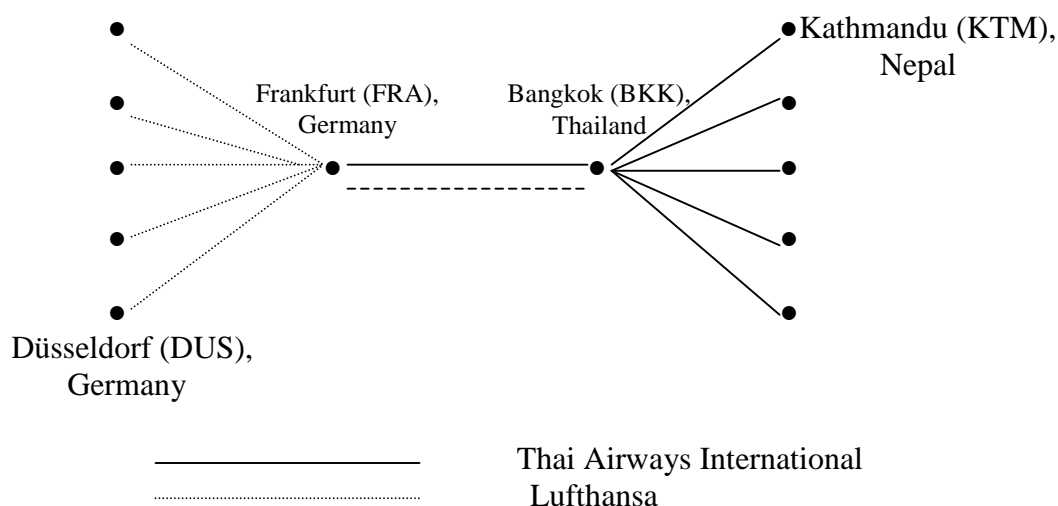 Kathmandu (KTM),
Nepal
Frankfurt (FRA),
Germany
Bangkok (BKK),
Thailand
Düsseldorf (DUS),
Germany
Thai Airways International
Lufthansa